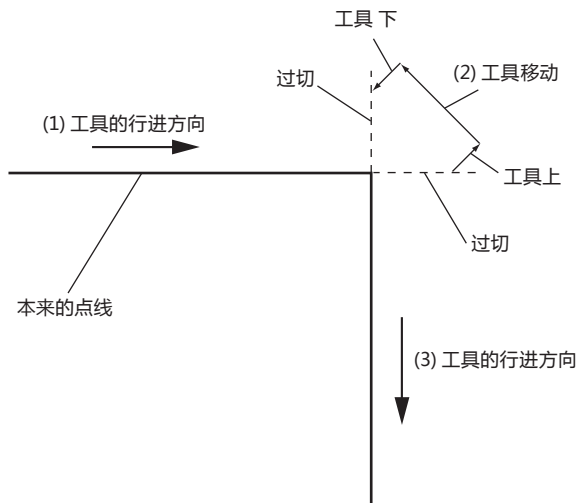 工具 下
(2) 工具移动
过切
(1) 工具的行进方向
工具上
过切
本来的点线
(3) 工具的行进方向